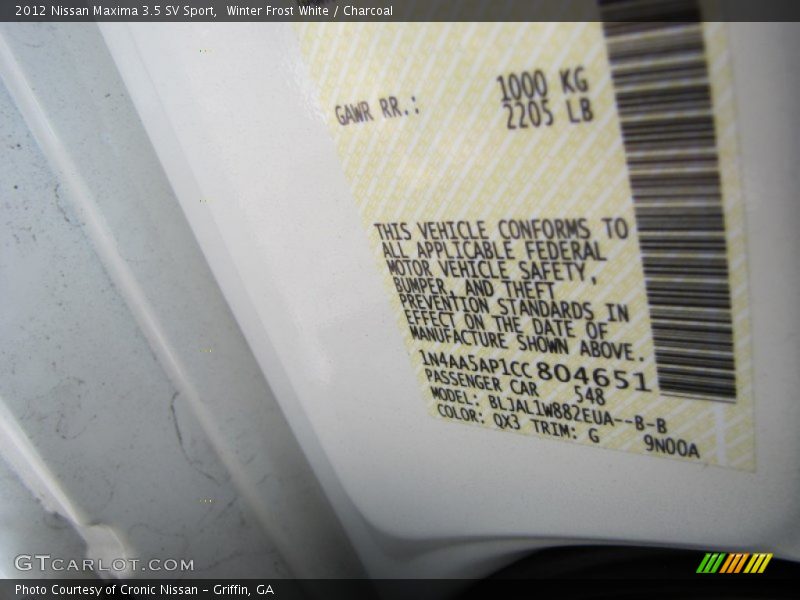 2012 Nissan Maxima 3.5 SV Sport,  Winter Frost White / Charcoal
GAWR RR.: 1000 KG
2205 LB
THIS VEHICLE CONFORMS TO
ALL APPLICABLE FEDERAL
MOTOR VEHICLE SAFETY,
BUMPER, AND THEFT
PREVENTION STANDARDS IN
EFFECT ON THE DATE OF
MANUFACTURE SHOWN ABOVE.
1N4AA5AP1CC804651
PASSENGER CAR 548
MODEL: BLJAL1W882EUA--B-B
COLOR: QX3 TRIM: G 9N00A
GTCARLOT.COM
Photo Courtesy of Cronic Nissan - Griffin, GA